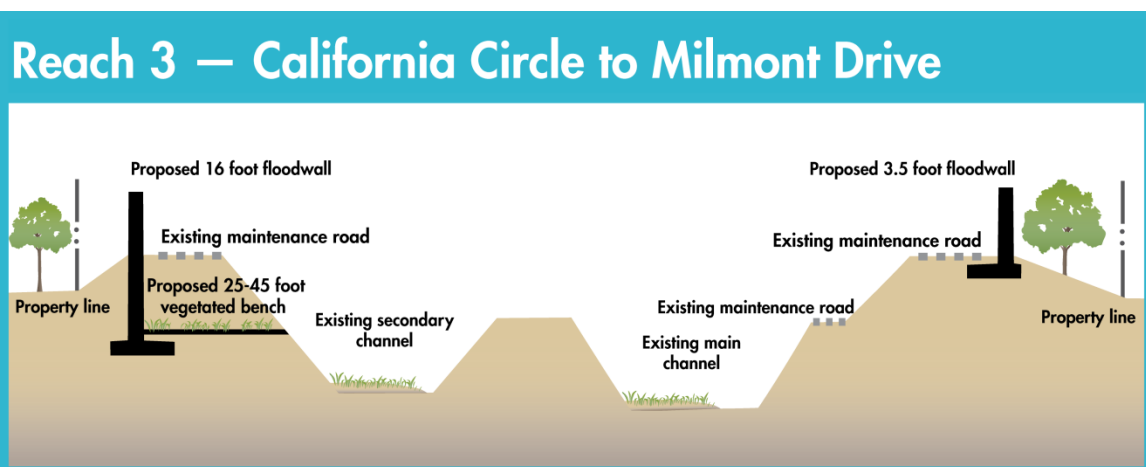 Reach 3 — California Circle to Milmont Drive
Proposed 16 foot floodwall
Proposed 3.5 foot floodwall
Existing maintenance road
Existing maintenance road
Proposed 25-45 foot
vegetated bench
Property line
Existing secondary
channel
Existing maintenance road
Existing main
channel
Property line